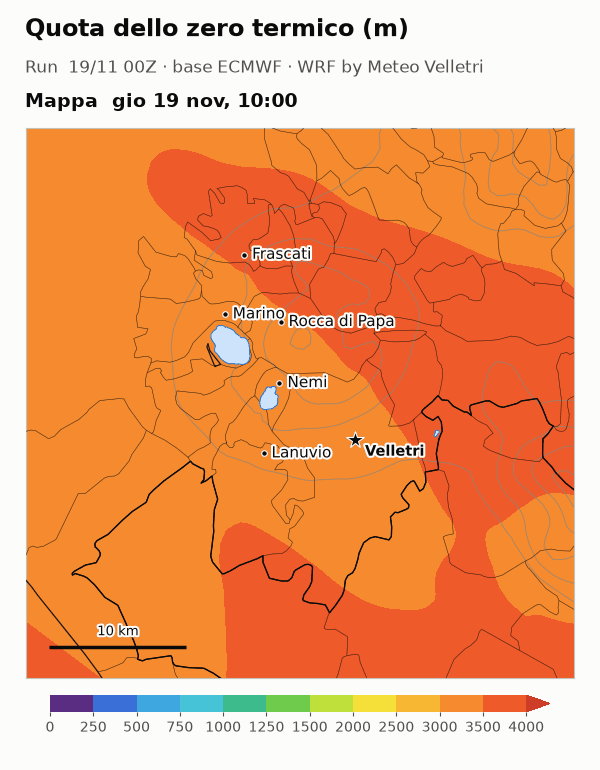 Quota dello zero termico (m)
Run  19/11 00Z · base ECMWF · WRF by Meteo Velletri
Mappa  gio 19 nov, 10:00
Frascati
Marino
Rocca di Papa
Nemi
Velletri
Lanuvio
10 km
0 250 500 750 1000 1250 1500 2000 2500 3000 3500 4000